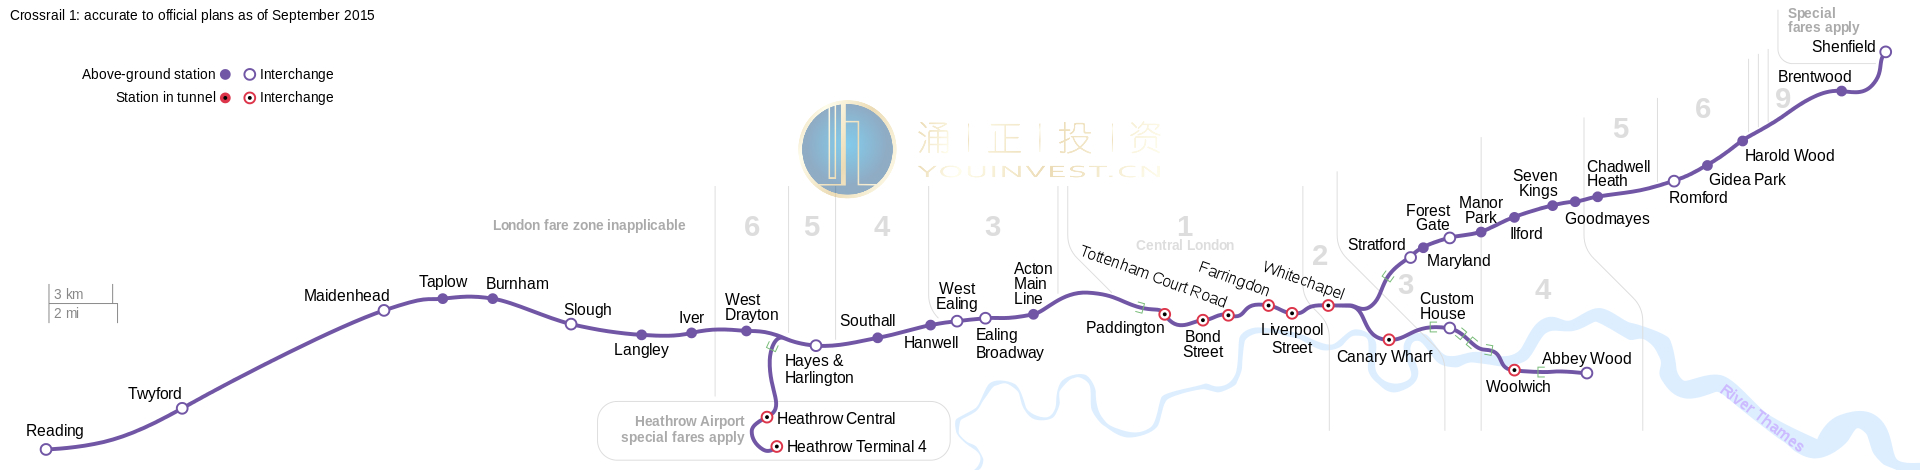 Crossrail 1: accurate to official plans as of September 2015
Above-ground station
Interchange
Station in tunnel
Interchange
Special
fares apply
Shenfield
Brentwood
9
6
5
Harold Wood
Gidea Park
Romford
Chadwell
Heath
Goodmayes
Seven
Kings
Ilford
Manor
Park
Forest
Gate
Maryland
Stratford
涌正投资
YOUINVEST.CN
London fare zone inapplicable
6
5
4
3
1
Central London
2
3
4
Whitechapel
Farringdon
Tottenham Court Road
Liverpool
Street
Bond
Street
Paddington
Acton
Main
Line
Ealing
Broadway
West
Ealing
Hanwell
Southall
Hayes &
Harlington
West
Drayton
Iver
Langley
Slough
Burnham
Taplow
Maidenhead
3 km
2 mi
Twyford
Reading
Heathrow Airport
special fares apply
Heathrow Central
Heathrow Terminal 4
Custom
House
Canary Wharf
Woolwich
Abbey Wood
River Thames